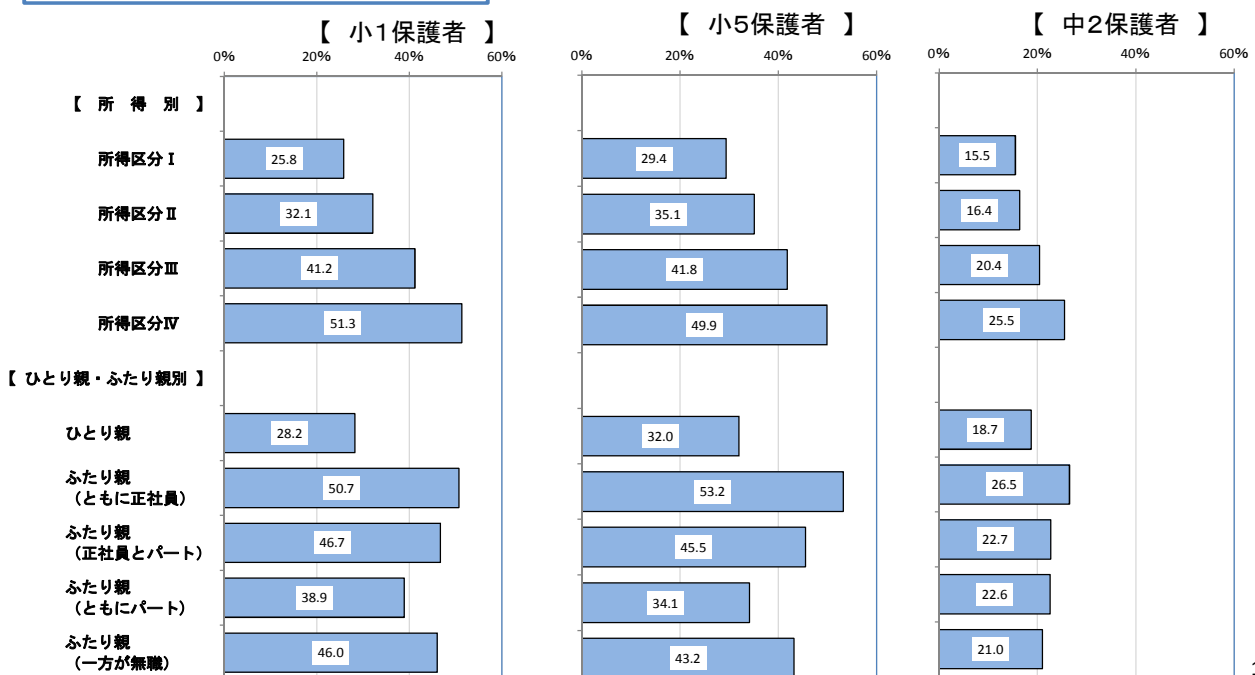 【 小1保護者 】
【 小5保護者 】
【 中2保護者 】
0% 20% 40% 60%
0% 20% 40% 60%
0% 20% 40% 60%
【 所 得 別 】
所得区分Ⅰ 25.8 29.4 15.5
所得区分Ⅱ 32.1 35.1 16.4
所得区分Ⅲ 41.2 41.8 20.4
所得区分Ⅳ 51.3 49.9 25.5
【 ひとり親・ふたり親別 】
ひとり親 28.2 32.0 18.7
ふたり親
（ともに正社員） 50.7 53.2 26.5
ふたり親
（正社員とパート） 46.7 45.5 22.7
ふたり親
（ともにパート） 38.9 34.1 22.6
ふたり親
（一方が無職） 46.0 43.2 21.0